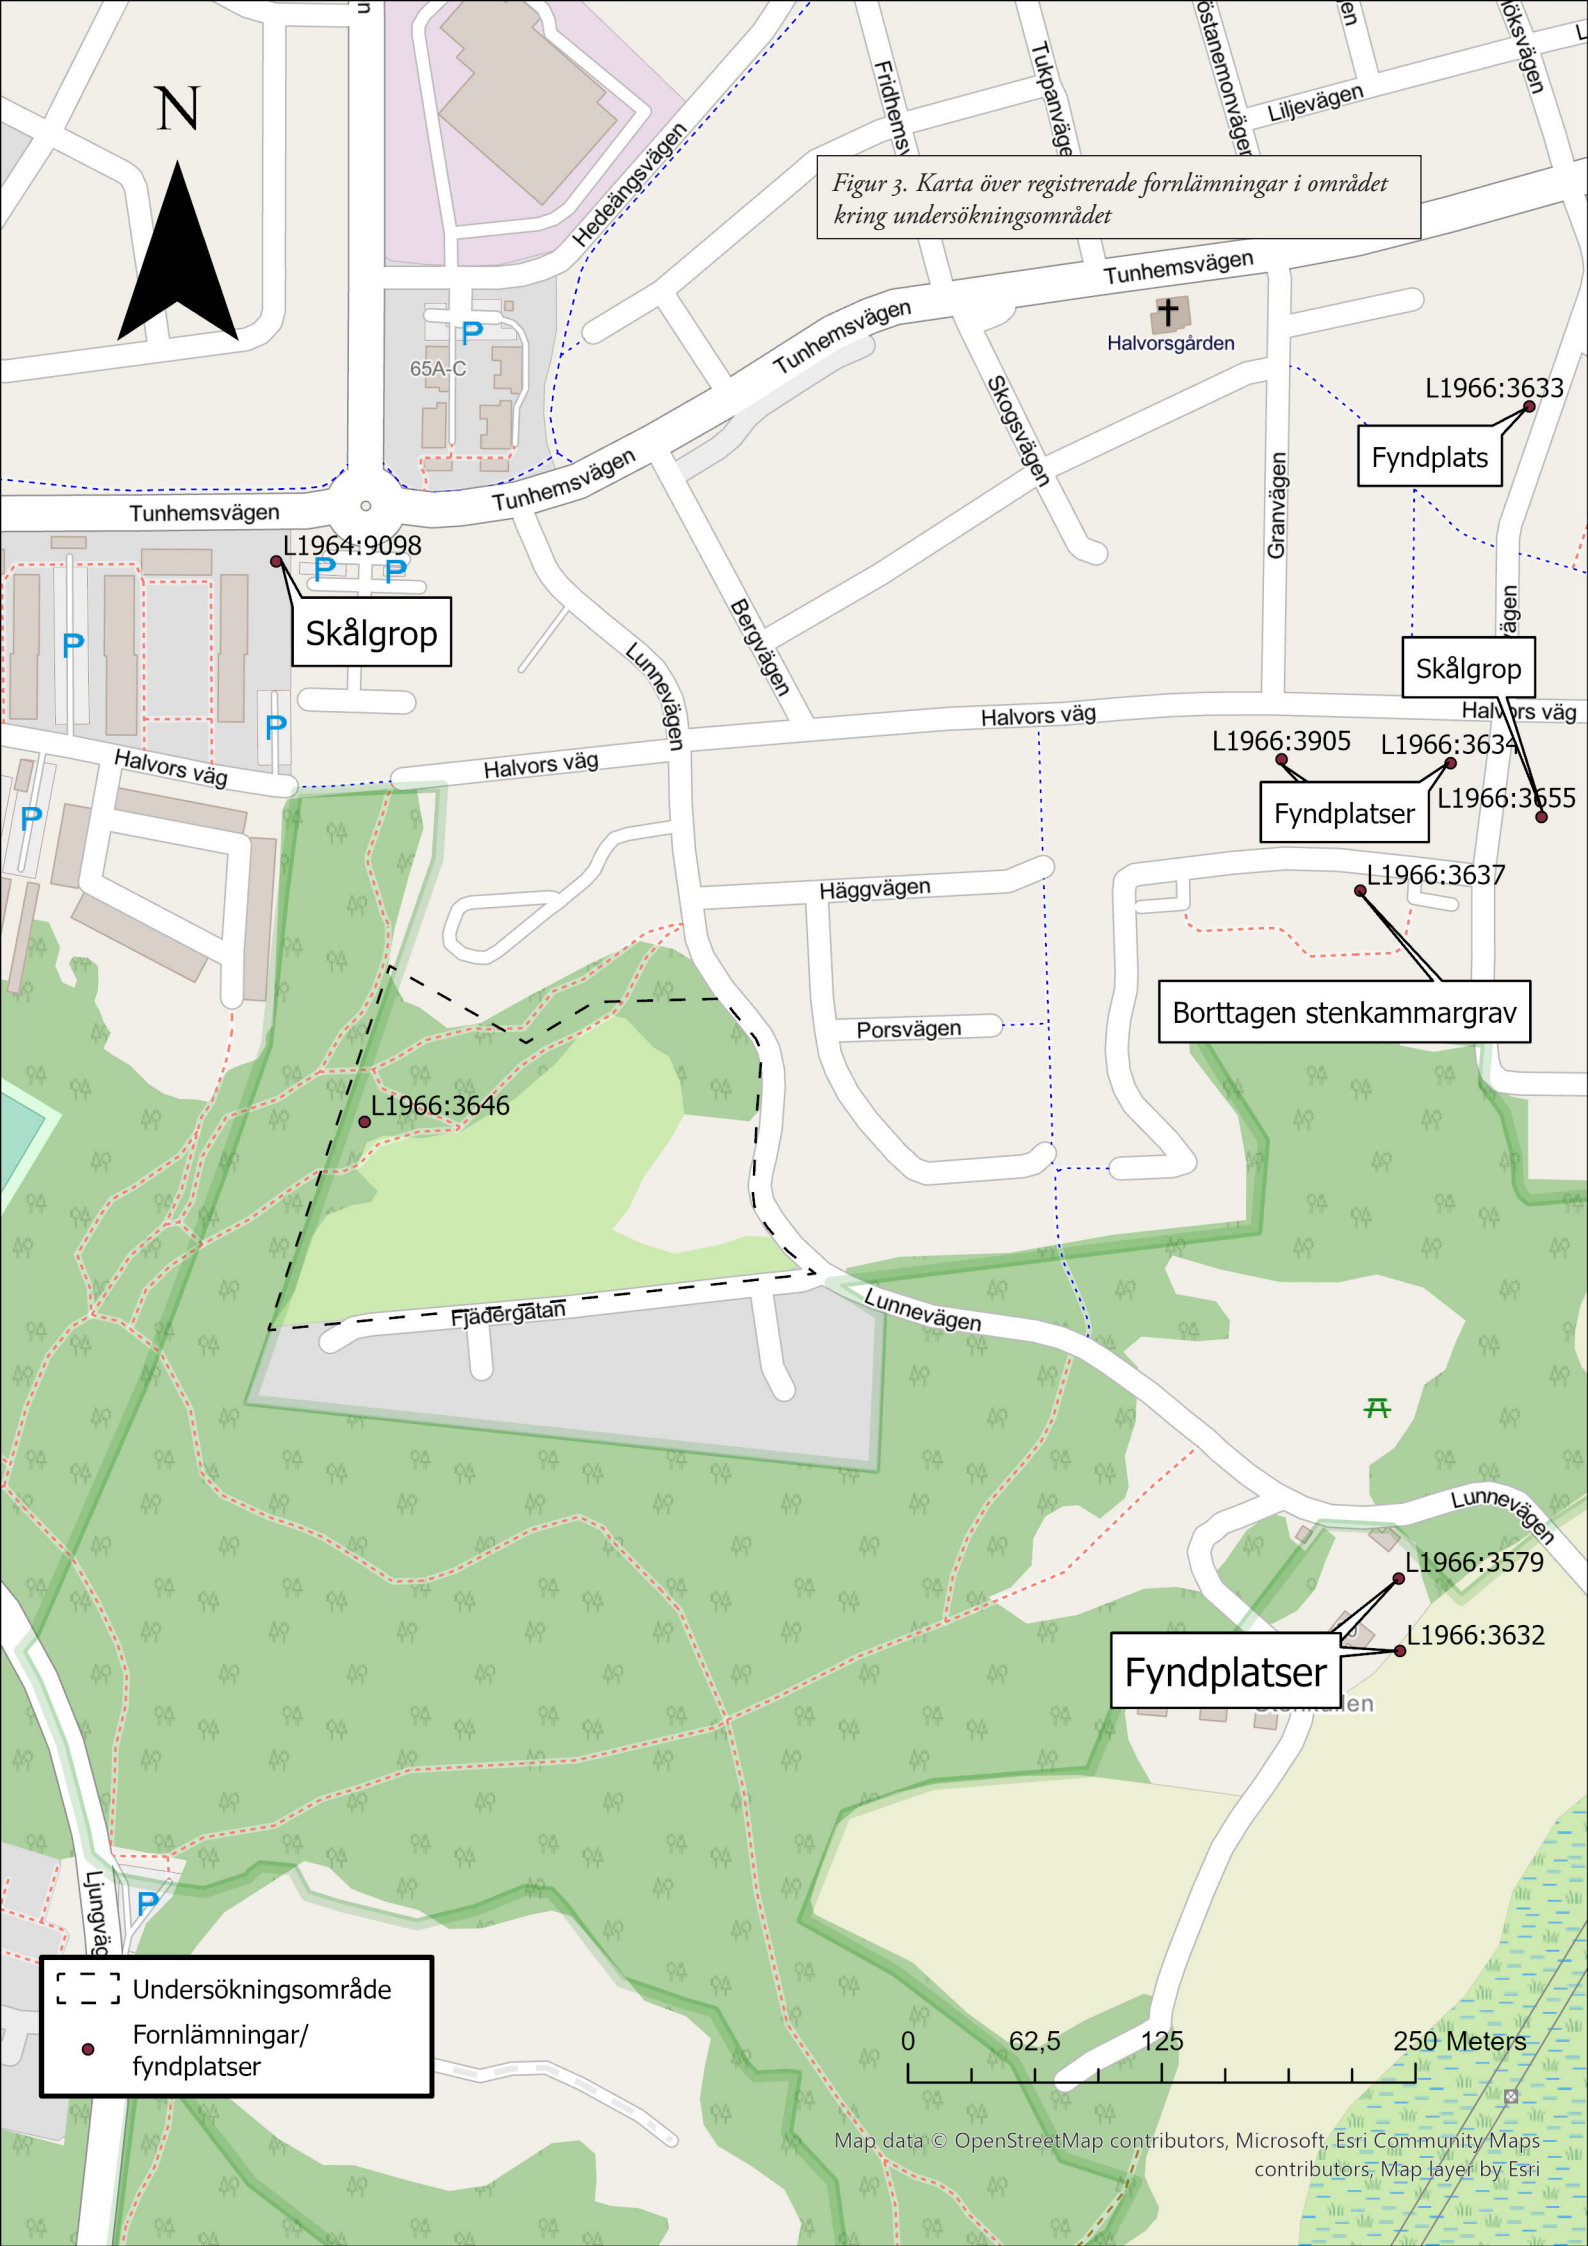 N
Figur 3. Karta över registrerade fornlämningar i området
kring undersökningsområdet
Liljevägen
Hedeängsvägen
Tunhemsvägen
Halvorsgården
Tunhemsvägen
65A-C
P
Skogsvägen
L1966:3633
Fyndplats
Granvägen
Tunhemsvägen
Tunhemsvägen
L1964:9098
P
P
Skålgrop
P
Bergvägen
Lunnevägen
Skålgrop
P
Halvors väg
Halvors väg
L1966:3905
L1966:3634
Halvors väg
Halvors väg
Fyndplatser
L1966:3655
P
Häggvägen
L1966:3637
Borttagen stenkammargrav
Porsvägen
L1966:3646
Fjädergatan
Lunnevägen
Lunnevägen
L1966:3579
L1966:3632
Fyndplatser
P
Undersökningsområde
Fornlämningar/
fyndplatser
0 62,5 125 250 Meters
Map data © OpenStreetMap contributors, Microsoft, Esri Community Maps
contributors, Map layer by Esri